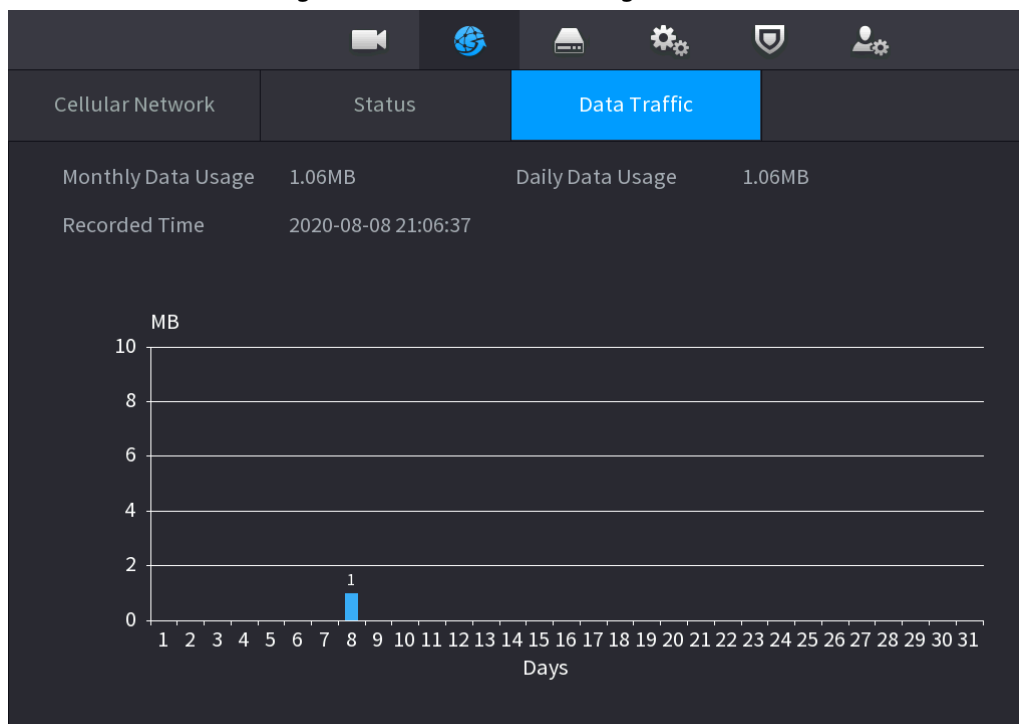 Cellular Network Status Data Traffic
Monthly Data Usage 1.06MB Daily Data Usage 1.06MB
Recorded Time 2020-08-08 21:06:37
MB
10
8
6
4
2
1
0
1 2 3 4 5 6 7 8 9 10 11 12 13 14 15 16 17 18 19 20 21 22 23 24 25 26 27 28 29 30 31
Days